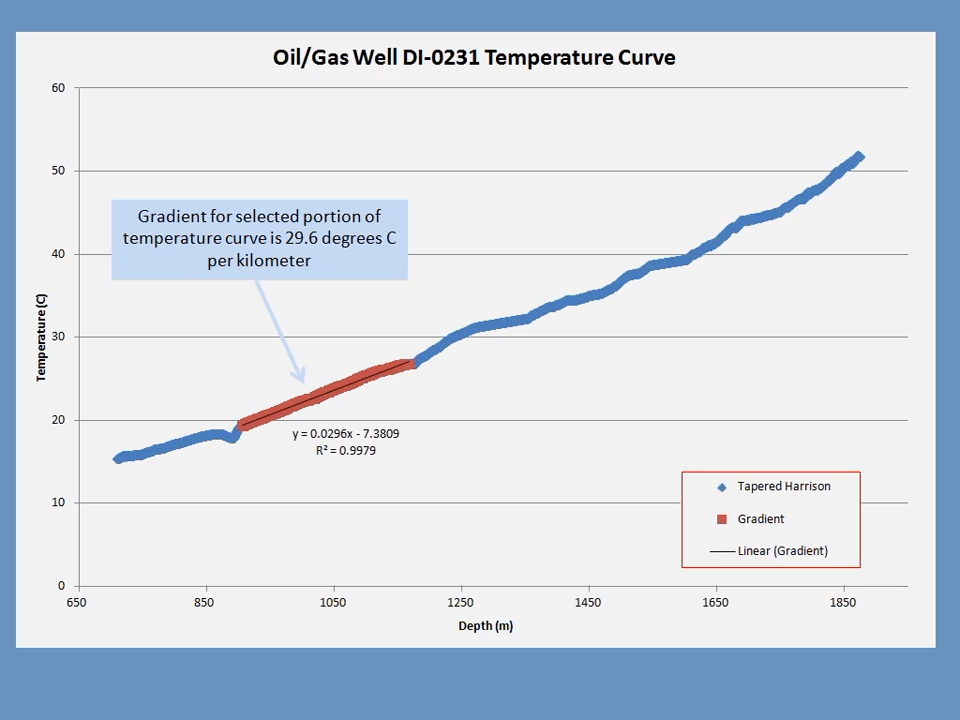 Oil/Gas Well DI-0231 Temperature Curve
60
50
40
30
20
10
0
Temperature (C)
Gradient for selected portion of
temperature curve is 29.6 degrees C
per kilometer
y = 0.0296x - 7.3809
R² = 0.9979
Tapered Harrison
Gradient
Linear (Gradient)
650
850
1050
1250
1450
1650
1850
Depth (m)